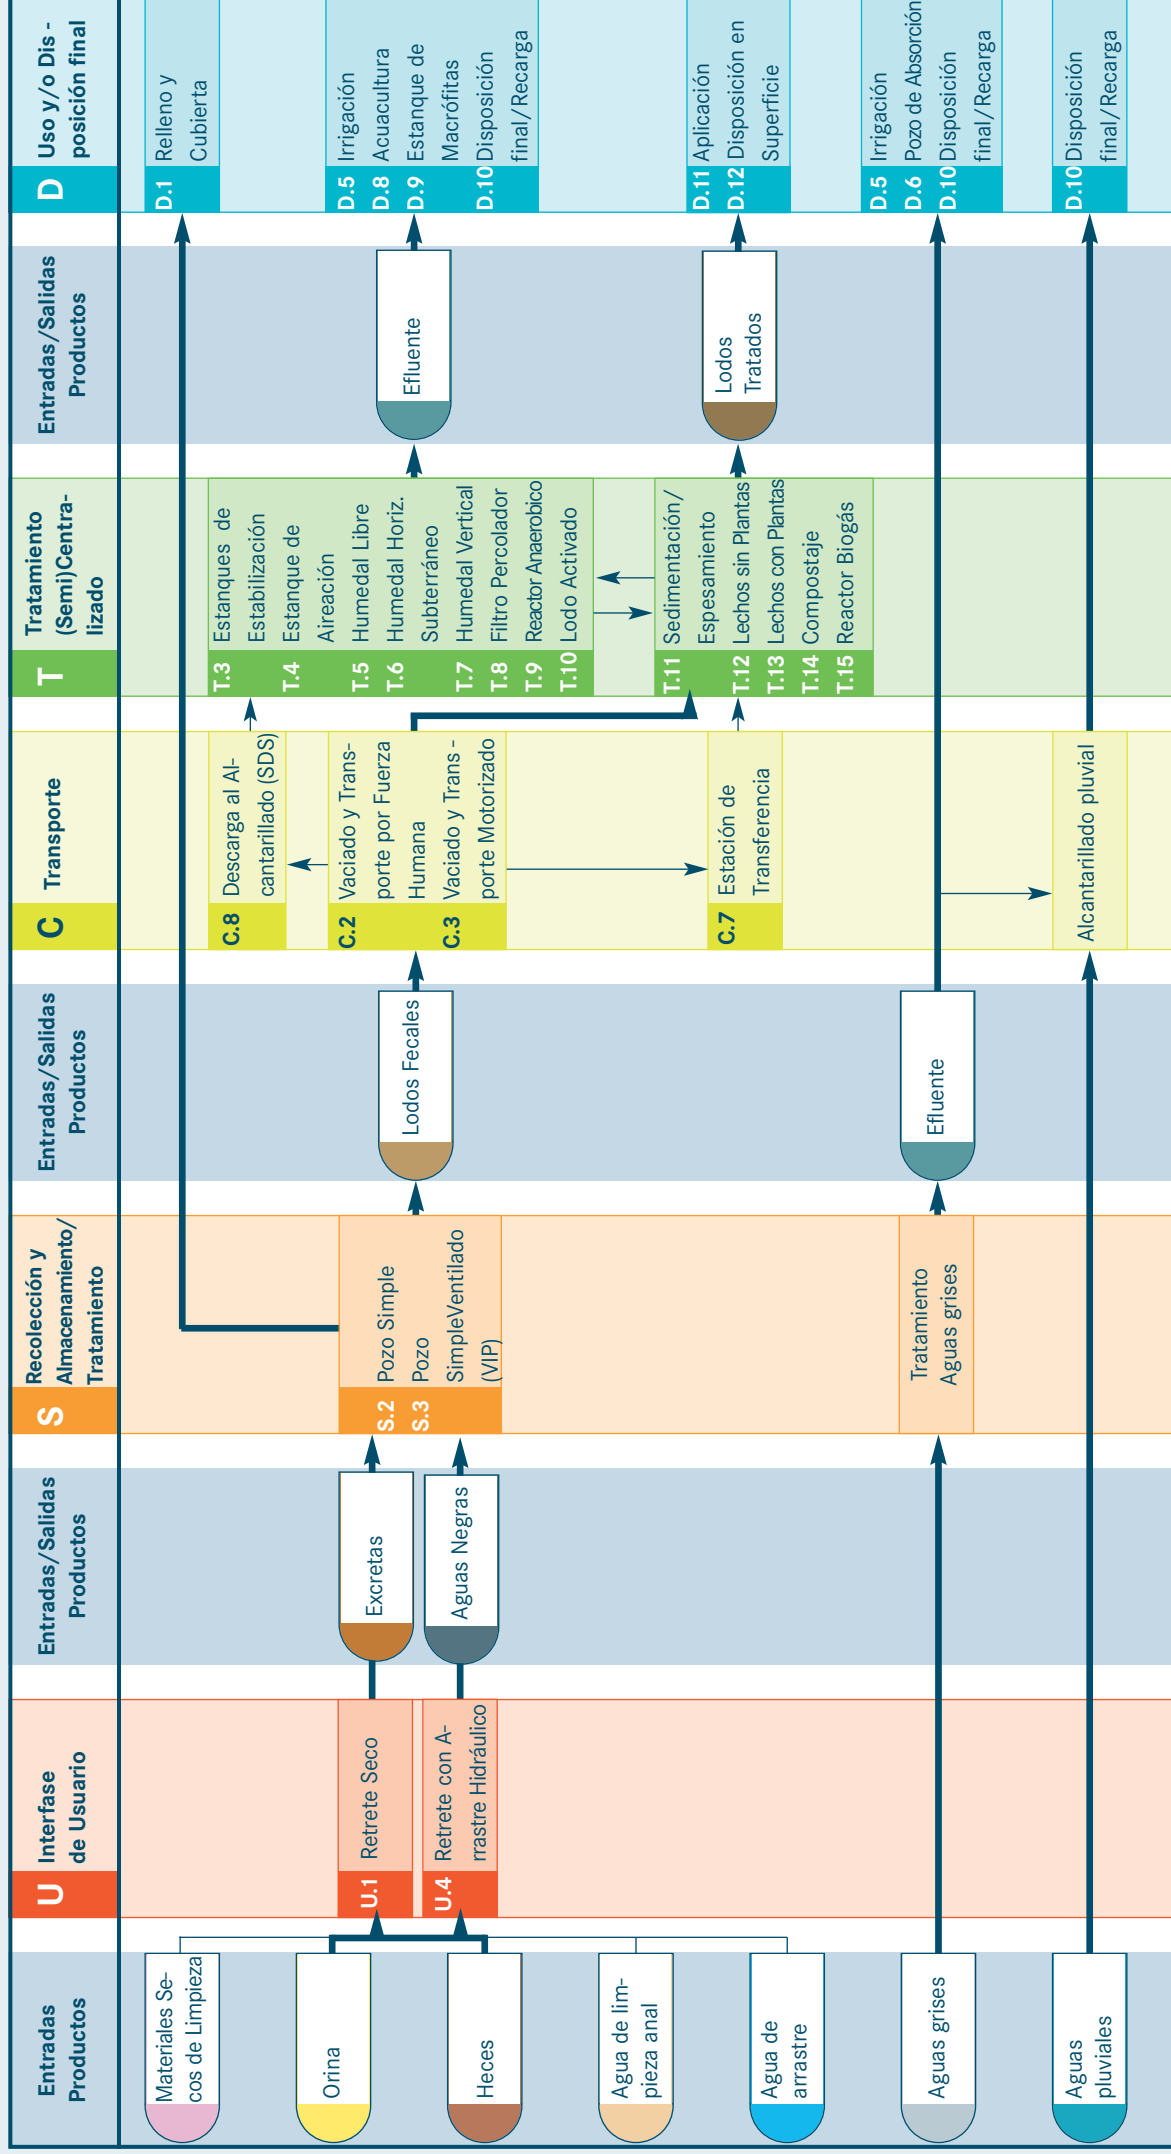 Entradas
Productos
U Interfase
de Usuario
Entradas/Salidas
Productos
S Recolección y
Almacenamiento/
Tratamiento
Entradas/Salidas
Productos
C Transporte
T Tratamiento
(Semi)Centra-
lizado
Entradas/Salidas
Productos
D Uso y/o Dis -
posición final
Materiales Se-
cos de Limpieza
Orina
Heces
Agua de lim-
pieza anal
Agua de
arrastre
Aguas grises
Aguas
pluviales
U.1 Retrete Seco
U.4 Retrete con A-
rrastre Hidráulico
Excretas
Aguas Negras
S.2 Pozo Simple
S.3 Pozo
SimpleVentilado
(VIP)
Tratamiento
Aguas grises
Lodos Fecales
Efluente
C.8 Descarga al Al-
cantarillado (SDS)
C.2 Vaciado y Trans-
porte por Fuerza
Humana
C.3 Vaciado y Trans -
porte Motorizado
C.7 Estación de
Transferencia
Alcantarillado pluvial
T.3 Estanques de
Estabilización
T.4 Estanque de
Aireación
T.5 Humedal Libre
T.6 Humedal Horiz.
Subterráneo
T.7 Humedal Vertical
T.8 Filtro Percolador
T.9 Reactor Anaerobico
T.10 Lodo Activado
T.11 Sedimentación/
Espesamiento
T.12 Lechos sin Plantas
T.13 Lechos con Plantas
T.14 Compostaje
T.15 Reactor Biogás
Efluente
Lodos
Tratados
D.1 Relleno y
Cubierta
D.5 Irrigación
D.8 Acuacultura
D.9 Estanque de
Macrófitas
D.10 Disposición
final/Recarga
D.11 Aplicación
D.12 Disposición en
Superficie
D.5 Irrigación
D.6 Pozo de Absorción
D.10 Disposición
final/Recarga
D.10 Disposición
final/Recarga